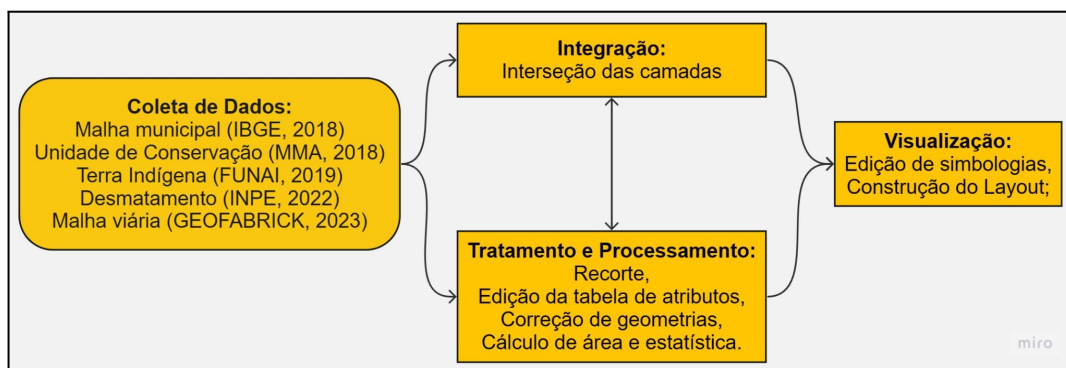 Coleta de Dados:
Malha municipal (IBGE, 2018)
Unidade de Conservação (MMA, 2018)
Terra Indígena (FUNAI, 2019)
Desmatamento (INPE, 2022)
Malha viária (GEOFABRICK, 2023)
Integração:
Interseção das camadas
Tratamento e Processamento:
Recorte,
Edição da tabela de atributos,
Correção de geometrias,
Cálculo de área e estatística.
Visualização:
Edição de simbologias,
Construção do Layout;
miro